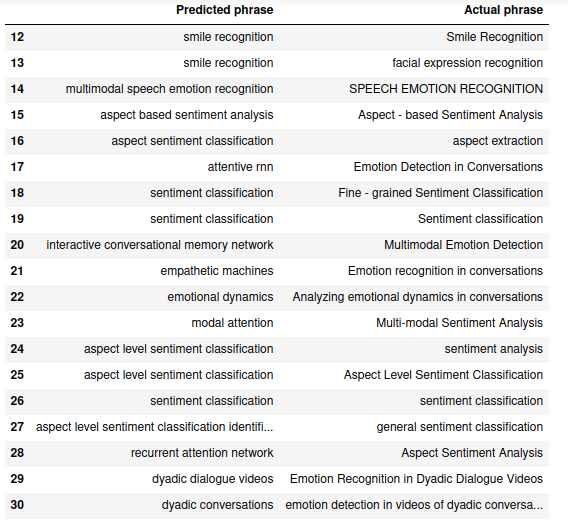 Predicted phrase Actual phrase
12 smile recognition Smile Recognition
13 smile recognition facial expression recognition
14 multimodal speech emotion recognition SPEECH EMOTION RECOGNITION
15 aspect based sentiment analysis Aspect - based Sentiment Analysis
16 aspect sentiment classification aspect extraction
17 attentive rnn Emotion Detection in Conversations
18 sentiment classification Fine - grained Sentiment Classification
19 sentiment classification Sentiment classification
20 interactive conversational memory network Multimodal Emotion Detection
21 empathetic machines Emotion recognition in conversations
22 emotional dynamics Analyzing emotional dynamics in conversations
23 modal attention Multi-modal Sentiment Analysis
24 aspect level sentiment classification sentiment analysis
25 aspect level sentiment classification Aspect Level Sentiment Classification
26 sentiment classification sentiment classification
27 aspect level sentiment classification identifi... general sentiment classification
28 recurrent attention network Aspect Sentiment Analysis
29 dyadic dialogue videos Emotion Recognition in Dyadic Dialogue Videos
30 dyadic conversations emotion detection in videos of dyadic conversa...